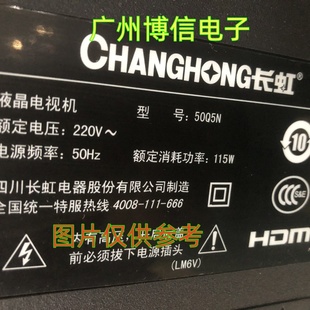 广州博信电子
CHANGHONG长虹
液晶电视机 型 号: 50Q5N
额定电压: 220V～
电源频率: 50Hz 额定消耗功率: 115W
10
四川长虹电器股份有限公司制造
全国统一特服热线 4008-111-666
S&E
HDMI
图片仅供参考
前必须拔下电源插头
(LM6V)